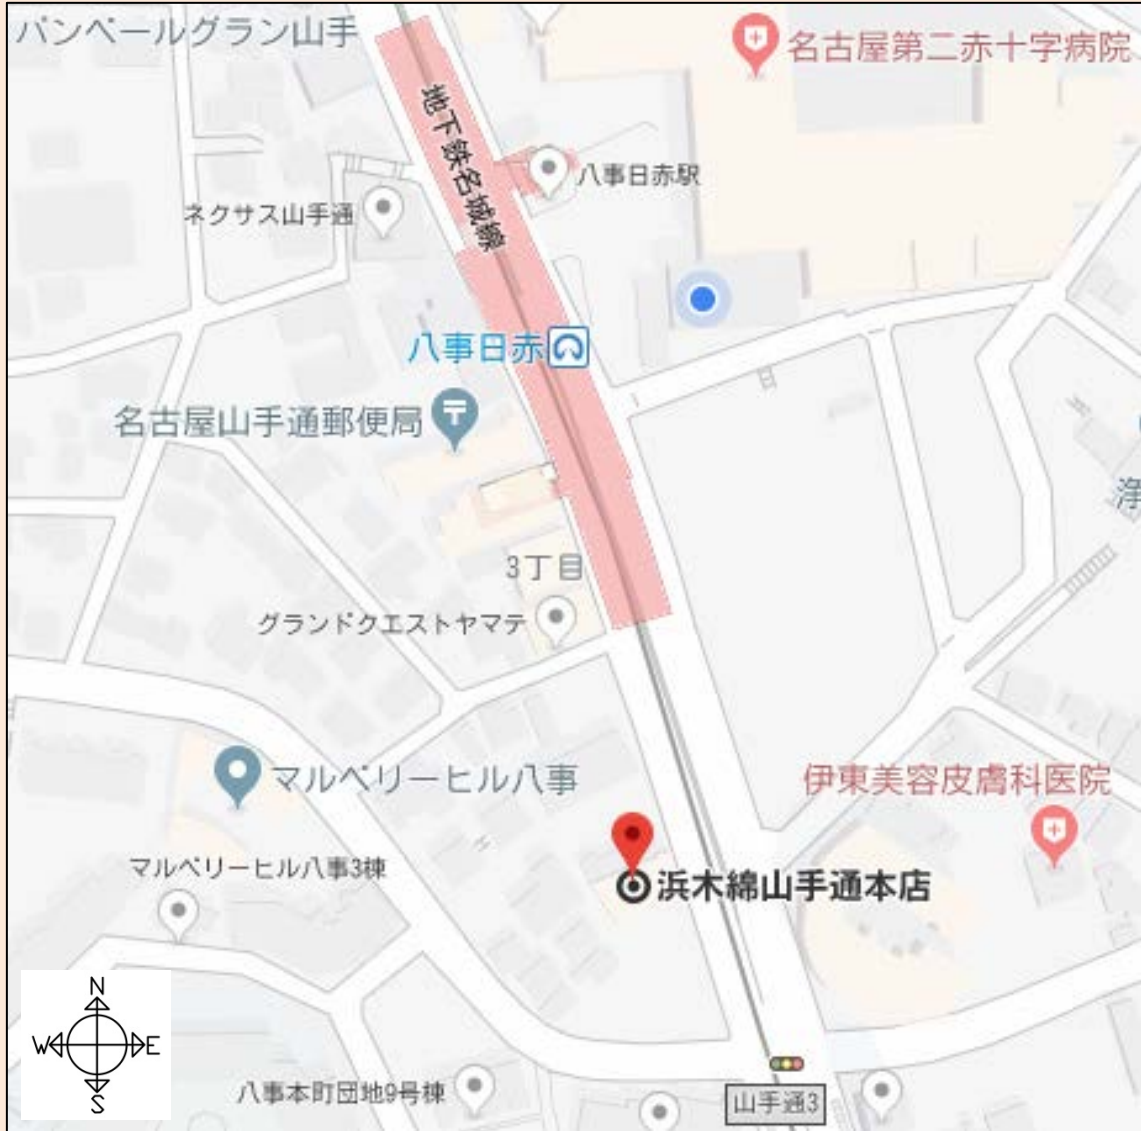 パンベールグラン山手
名古屋第二赤十字病院
地下鉄名城線
八事日赤駅
ネクサス山手通
八事日赤
名古屋山手通郵便局
浄
3丁目
グランドクエストヤマテ
マルベリーヒル八事
伊東美容皮膚科医院
マルベリーヒル八事3棟
浜木綿山手通本店
N
W E
S
八事本町団地9号棟
山手通3